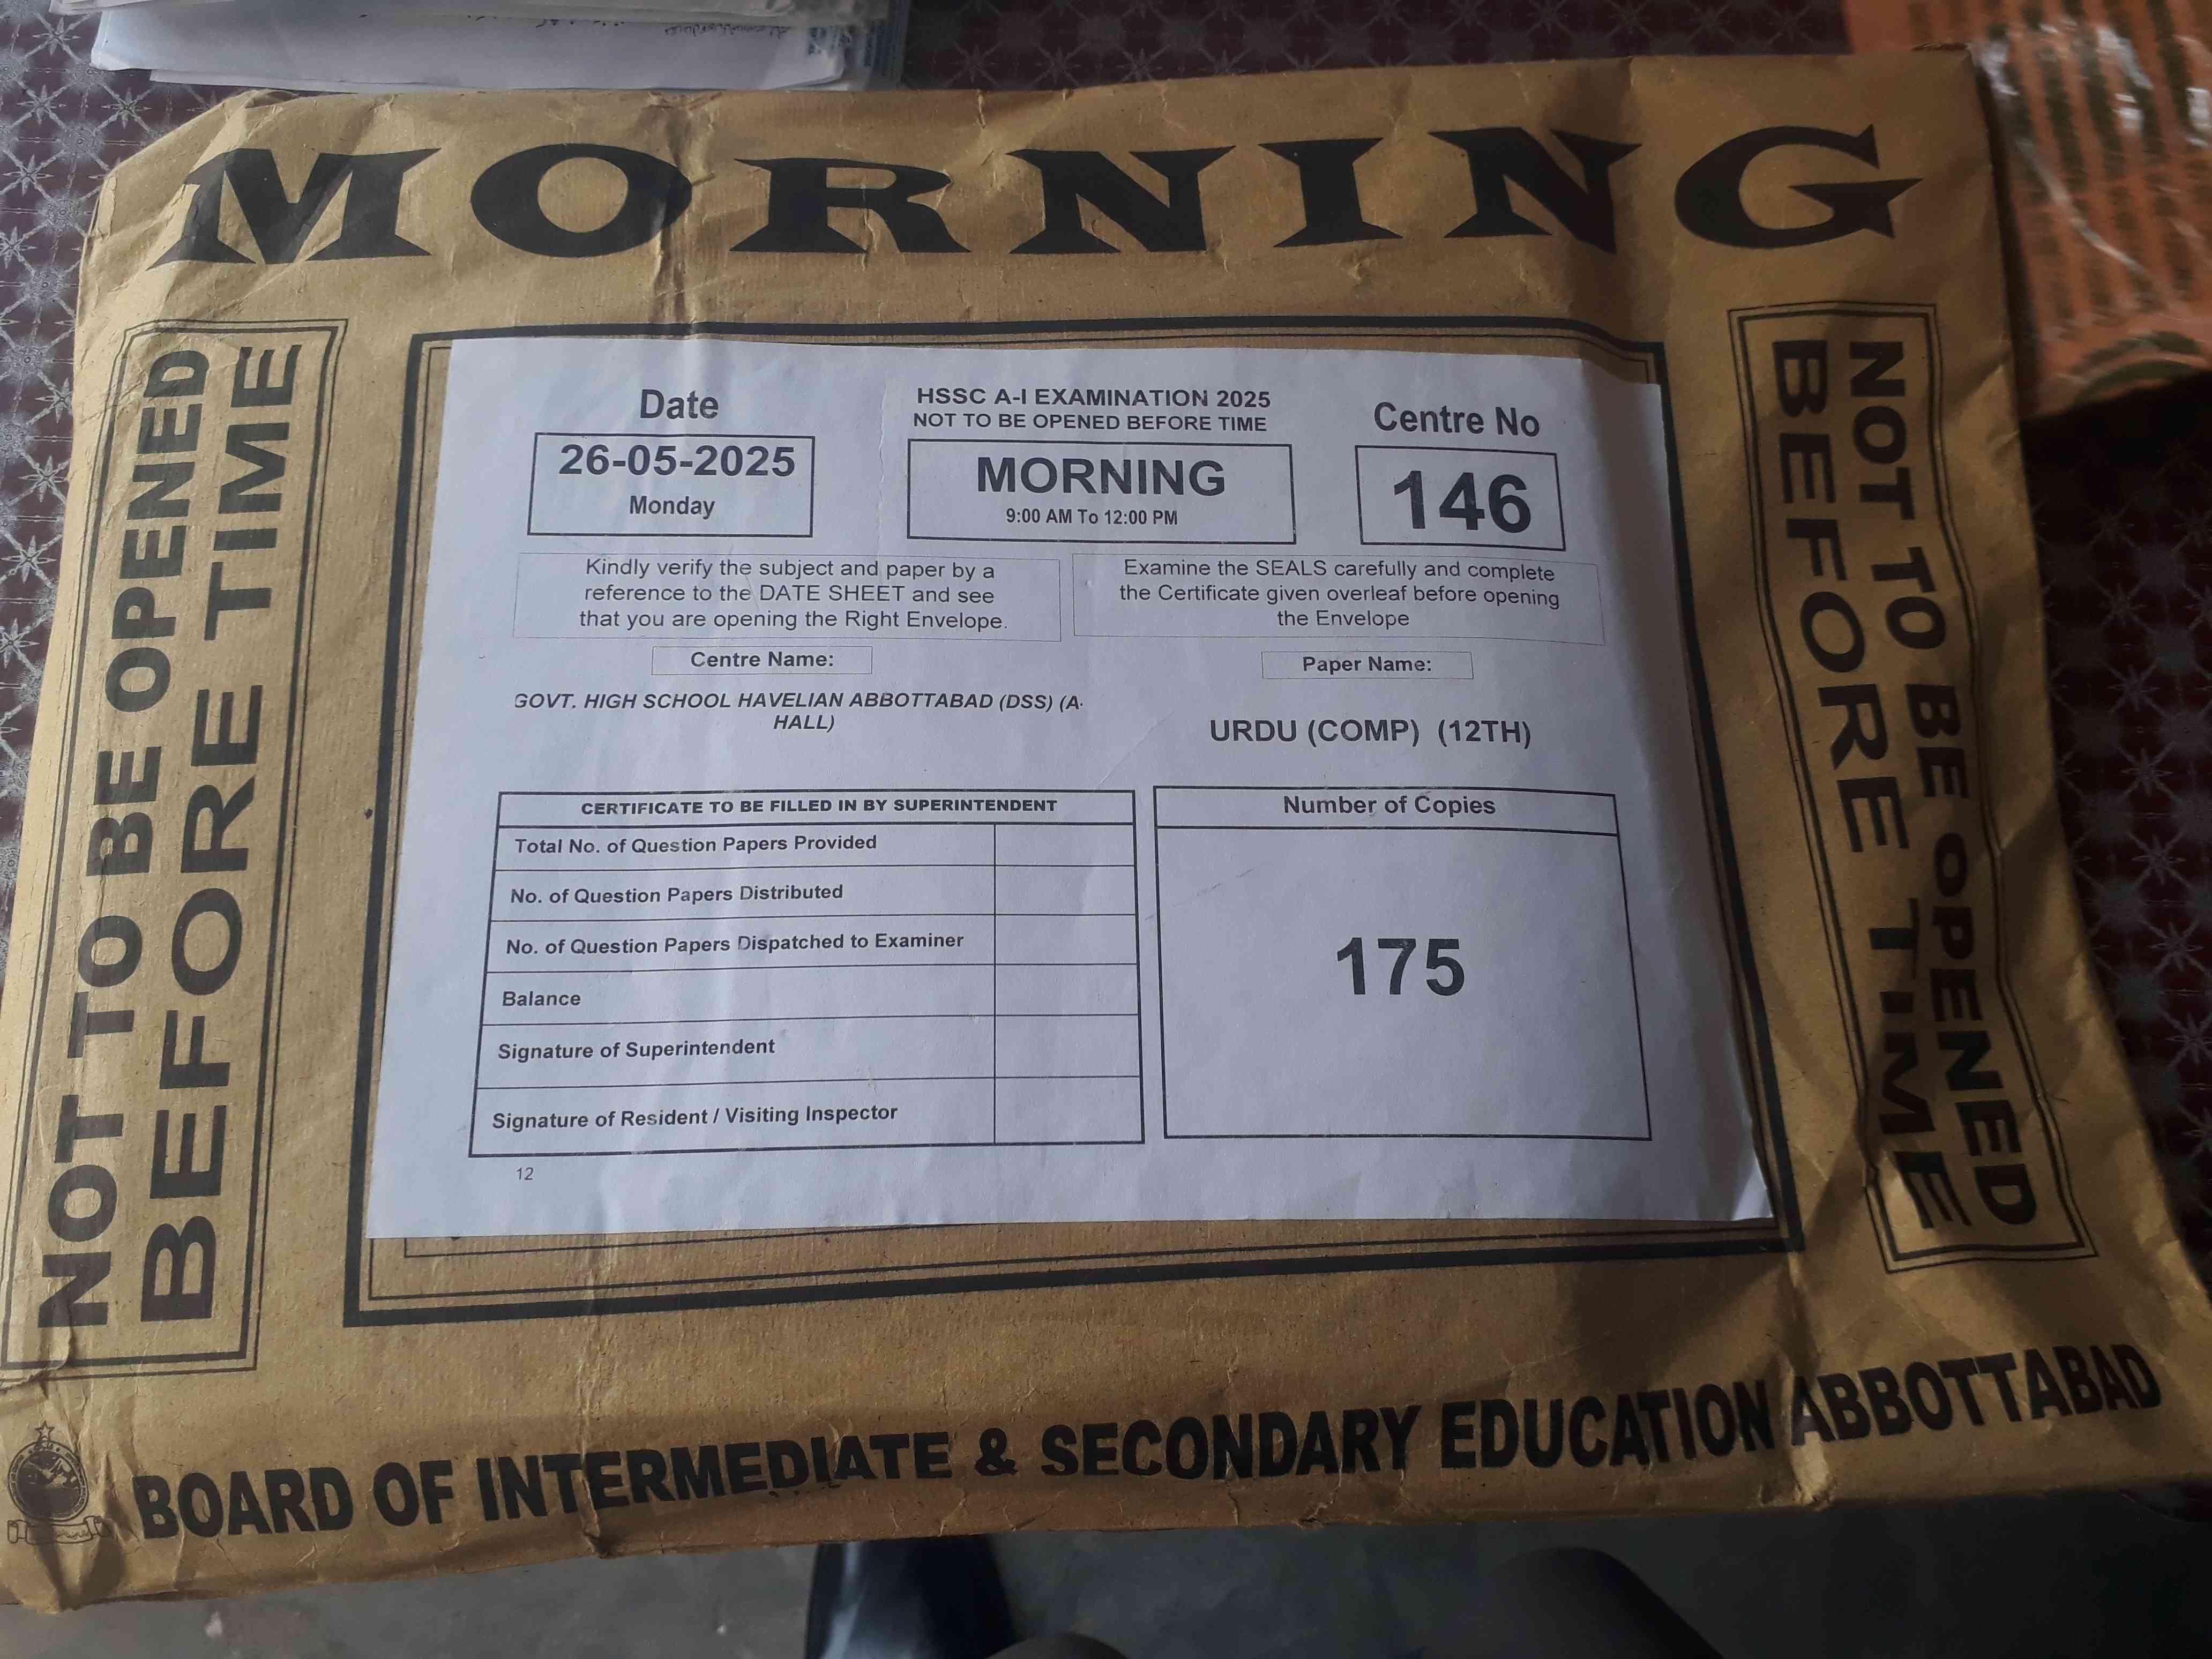 MORNING
NOT TO BE OPENED
BEFORE TIME
Date
26-05-2025
Monday
HSSC A-I EXAMINATION 2025
NOT TO BE OPENED BEFORE TIME
MORNING
9:00 AM To 12:00 PM
Centre No
146
Kindly verify the subject and paper by a
reference to the DATE SHEET and see
that you are opening the Right Envelope.
Examine the SEALS carefully and complete
the Certificate given overleaf before opening
the Envelope
Centre Name:
GOVT. HIGH SCHOOL HAVELIAN ABBOTTABAD (DSS) (A-
HALL)
Paper Name:
URDU (COMP) (12TH)
CERTIFICATE TO BE FILLED IN BY SUPERINTENDENT
Total No. of Question Papers Provided
No. of Question Papers Distributed
No. of Question Papers Dispatched to Examiner
Balance
Signature of Superintendent
Signature of Resident / Visiting Inspector
Number of Copies
175
12
NOT TO BE OPENED
BEFORE TIME
BOARD OF INTERMEDIATE & SECONDARY EDUCATION ABBOTTABAD